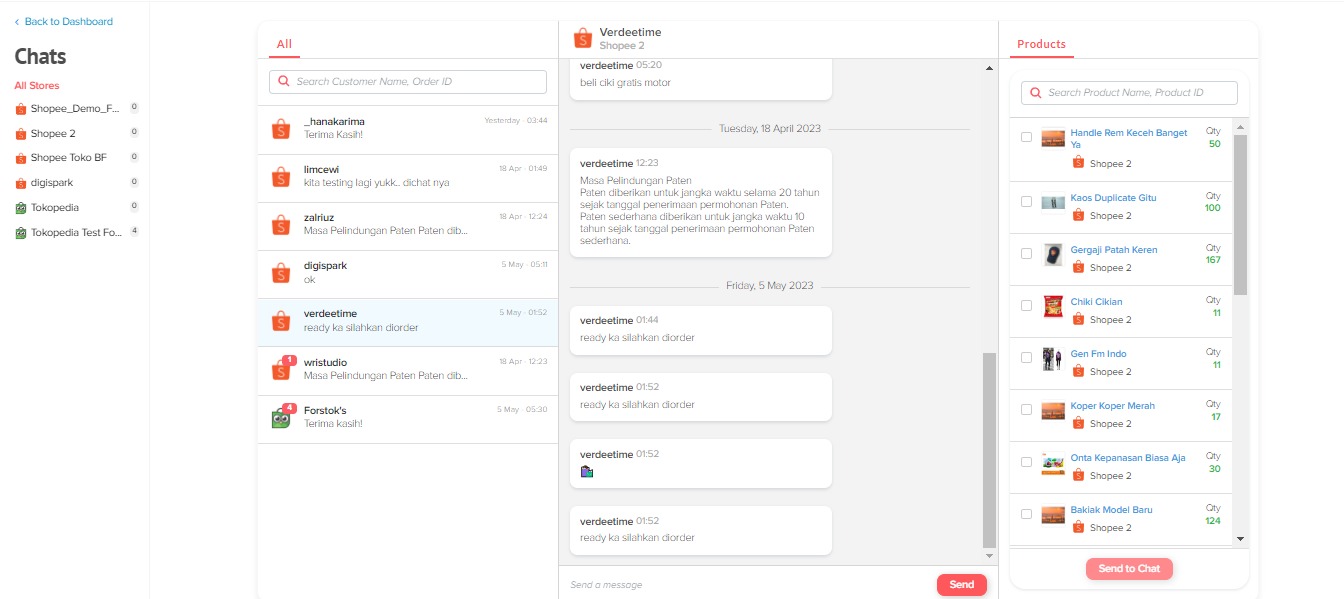 Back to Dashboard
Chats
All Stores
Shopee_Demo_F... 0
Shopee 2 0
Shopee Toko BF 0
digispark 0
Tokopedia 0
Tokopedia Test Fo... 4
All
Search Customer Name, Order ID
_hanakarima Yesterday - 03:44
Terima Kasih!
limcewi 18 Apr - 01:49
kita testing lagi yukk.. dichat nya
zalriuz 18 Apr - 12:24
Masa Pelindungan Paten Paten dib...
digispark 5 May - 05:11
ok
verdeetime 5 May - 01:52
ready ka silahkan diorder
1
wristudio 18 Apr - 12:23
Masa Pelindungan Paten Paten dib...
4
Forstok's 5 May - 05:30
Terima kasih!
Verdeetime
Shopee 2
verdeetime 05:20
beli ciki gratis motor
Tuesday, 18 April 2023
verdeetime 12:23
Masa Pelindungan Paten
Paten diberikan untuk jangka waktu selama 20 tahun
sejak tanggal penerimaan permohonan Paten.
Paten sederhana diberikan untuk jangka waktu 10
tahun sejak tanggal penerimaan permohonan Paten
sederhana.
Friday, 5 May 2023
verdeetime 01:44
ready ka silahkan diorder
verdeetime 01:52
ready ka silahkan diorder
verdeetime 01:52
verdeetime 01:52
ready ka silahkan diorder
Send a message
Send
Products
Search Product Name, Product ID
Handle Rem Keceh Banget Qty
Ya 50
Shopee 2
Kaos Duplicate Gitu Qty
Shopee 2 100
Gergaji Patah Keren Qty
Shopee 2 167
Chiki Cikian Qty
Shopee 2 11
Gen Fm Indo Qty
Shopee 2 11
Koper Koper Merah Qty
Shopee 2 17
Onta Kepanasan Biasa Aja Qty
Shopee 2 30
Bakiak Model Baru Qty
Shopee 2 124
Send to Chat